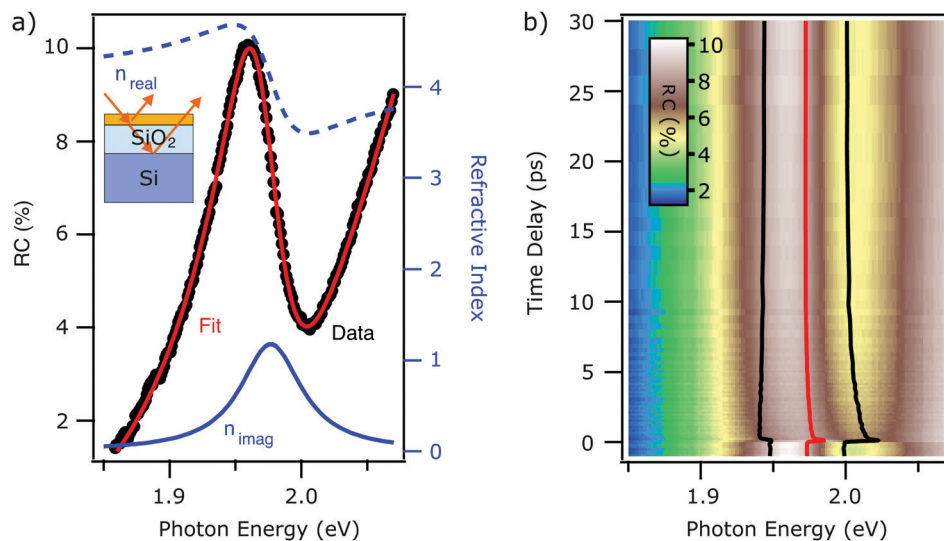 a)
10
8
6
4
2
RC (%)
n real
SiO2
Si
Fit
Data
n imag
4
3
2
1
0
Refractive Index
1.9
2.0
Photon Energy (eV)
b)
30
25
20
15
10
5
0
Time Delay (ps)
10
8
6
4
2
RC (%)
1.9
2.0
Photon Energy (eV)